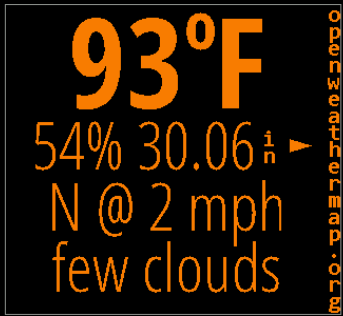 93°F
54% 30.06 in ►
N @ 2 mph
few clouds
openweathermap.org